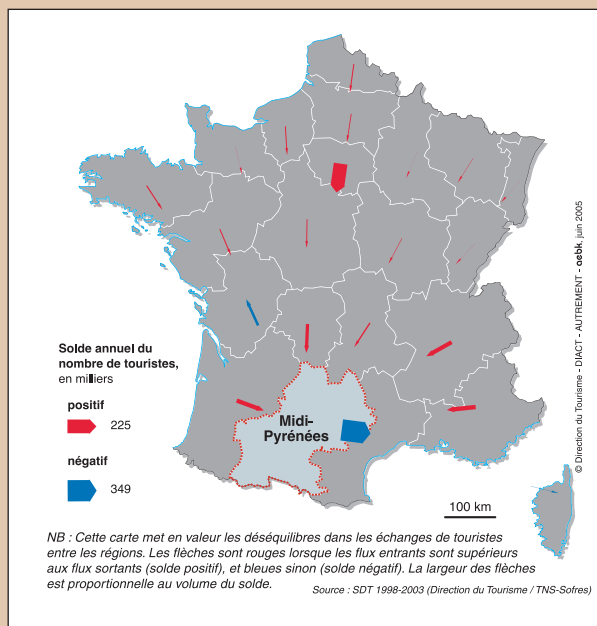 Solde annuel du
nombre de touristes,
en milliers
positif
225
négatif
349
Midi-
Pyrénées
100 km
© Direction du Tourisme - DIACT - AUTREMENT - oebk, juin 2005
NB : Cette carte met en valeur les déséquilibres dans les échanges de touristes
entre les régions. Les flèches sont rouges lorsque les flux entrants sont supérieurs
aux flux sortants (solde positif), et bleues sinon (solde négatif). La largeur des flèches
est proportionnelle au volume du solde.
Source : SDT 1998-2003 (Direction du Tourisme / TNS-Sofres)